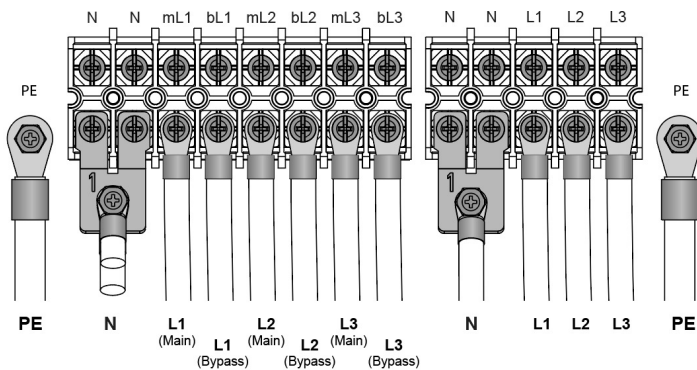 N N mL1 bL1 mL2 bL2 mL3 bL3 N N L1 L2 L3
PE PE
1 1
PE N L1 L2 L3 N L1 L2 L3 PE
(Main) (Main) (Main)
L1 L2 L3
(Bypass) (Bypass) (Bypass)